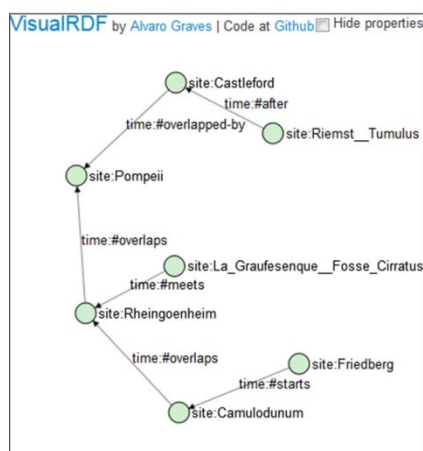 VisualRDF by Alvaro Graves | Code at Github Hide properties
site:Castleford
time:#after
time:#overlapped-by
site:Riemst__Tumulus
site:Pompeii
time:#overlaps
site:La_Graufesenque__Fosse_Cirratus
time:#meets
site:Rheingoenheim
time:#overlaps
site:Friedberg
time:#starts
site:Camulodunum